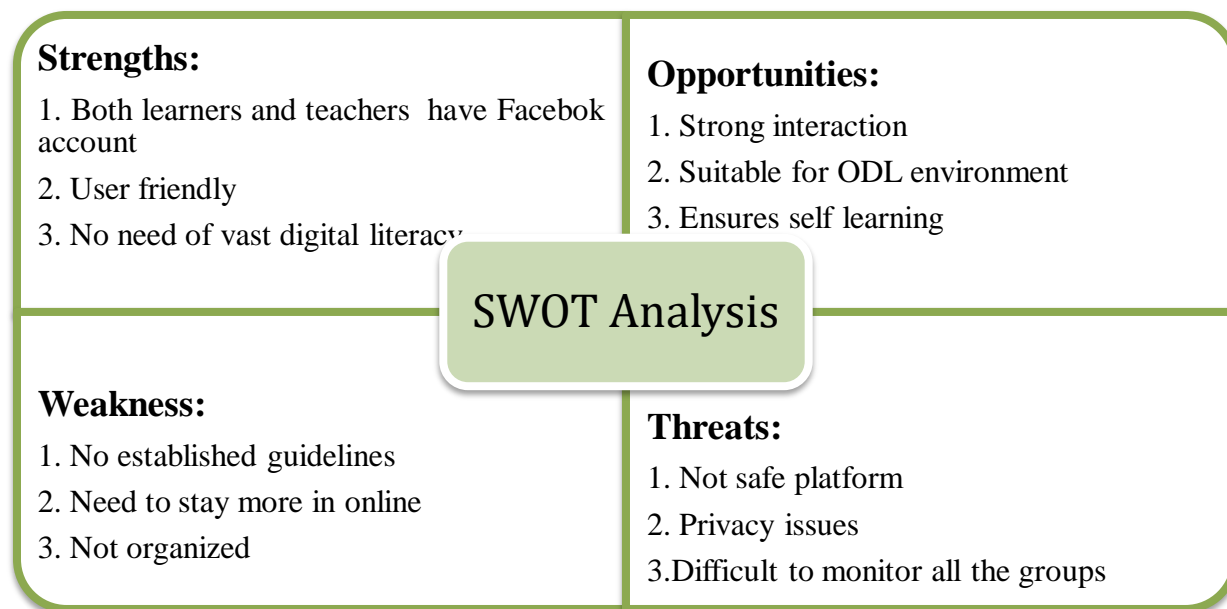 Strengths:
1. Both learners and teachers have Facebok
account
2. User friendly
3. No need of vast digital literacy
Opportunities:
1. Strong interaction
2. Suitable for ODL environment
3. Ensures self learning
SWOT Analysis
Weakness:
1. No established guidelines
2. Need to stay more in online
3. Not organized
Threats:
1. Not safe platform
2. Privacy issues
3.Difficult to monitor all the groups